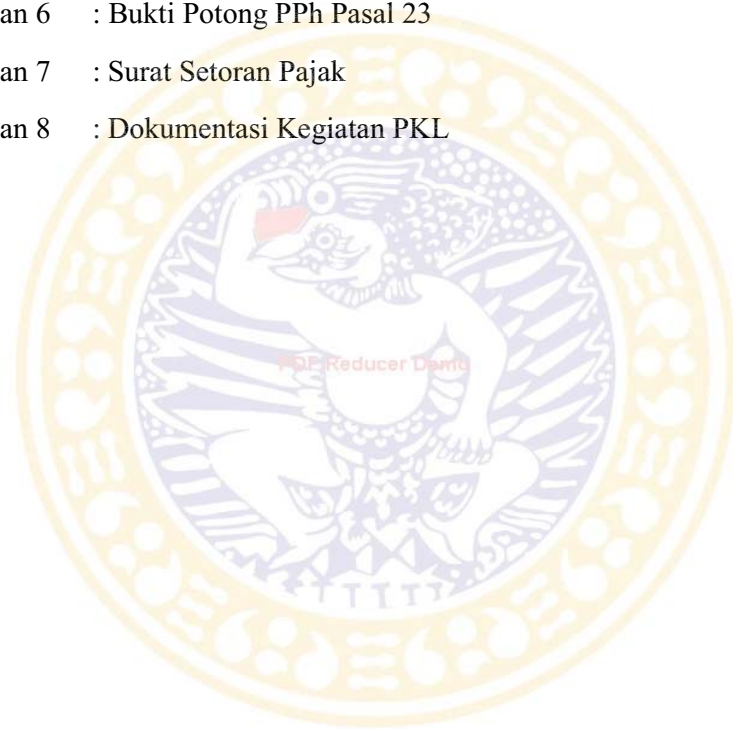 an 6 : Bukti Potong PPh Pasal 23
an 7 : Surat Setoran Pajak
an 8 : Dokumentasi Kegiatan PKL
PDF Reducer Demo